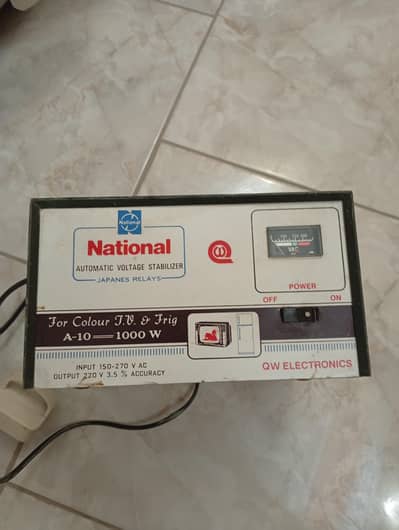 National
National
AUTOMATIC VOLTAGE STABILIZER
JAPANES RELAYS
POWER
OFF
ON
For Colour T.V. & Frig
A-10 1000 W
INPUT 150-270 V AC
OUTPUT 220 V 3.5 % ACCURACY
QW ELECTRONICS